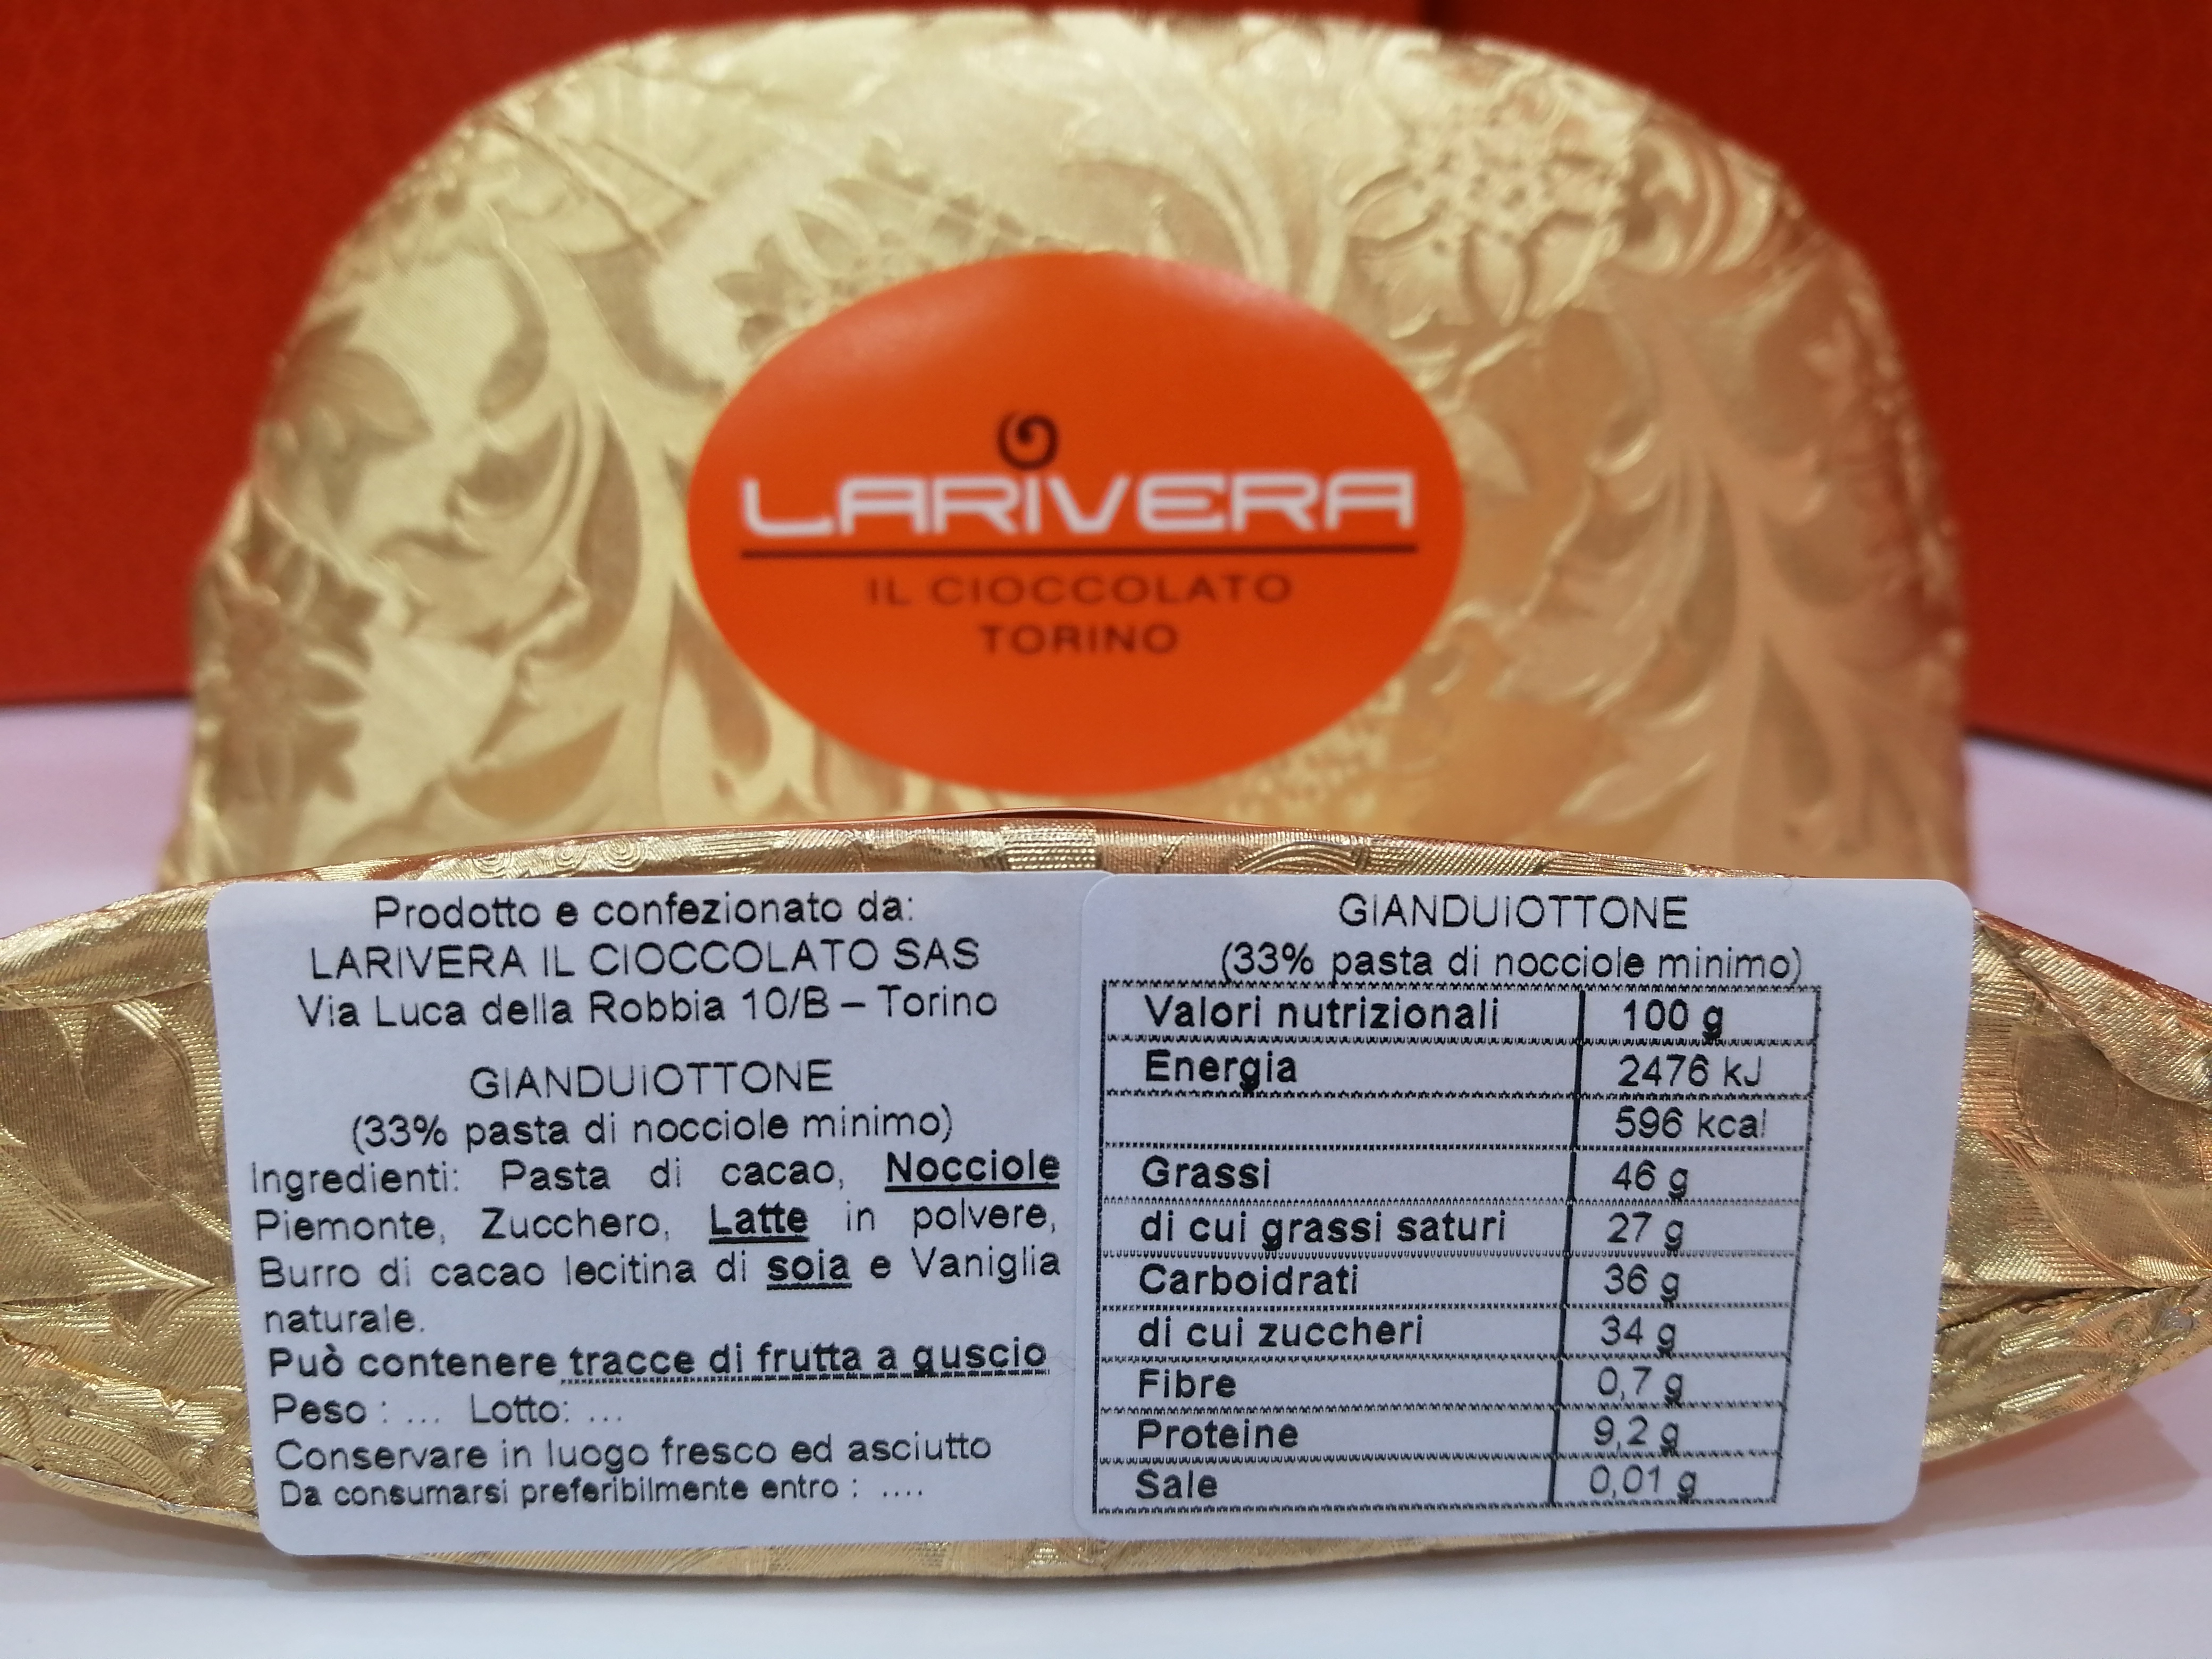 LARIVERA
IL CIOCCOLATO
TORINO
Prodotto e confezionato da:
LARIVERA IL CIOCCOLATO SAS
Via Luca della Robbia 10/B – Torino
GIANDUIOTTONE
(33% pasta di nocciole minimo)
Ingredienti: Pasta di cacao, Nocciole
Piemonte, Zucchero, Latte in polvere,
Burro di cacao lecitina di soia e Vaniglia
naturale.
Può contenere tracce di frutta a guscio
Peso : ... Lotto: ...
Conservare in luogo fresco ed asciutto
Da consumarsi preferibilmente entro : ....
GIANDUIOTTONE
(33% pasta di nocciole minimo)
Valori nutrizionali 100 g
Energia 2476 kJ
596 kcal
Grassi 46 g
di cui grassi saturi 27 g
Carboidrati 36 g
di cui zuccheri 34 g
Fibre 0,7 g
Proteine 9,2 g
Sale 0,01 g